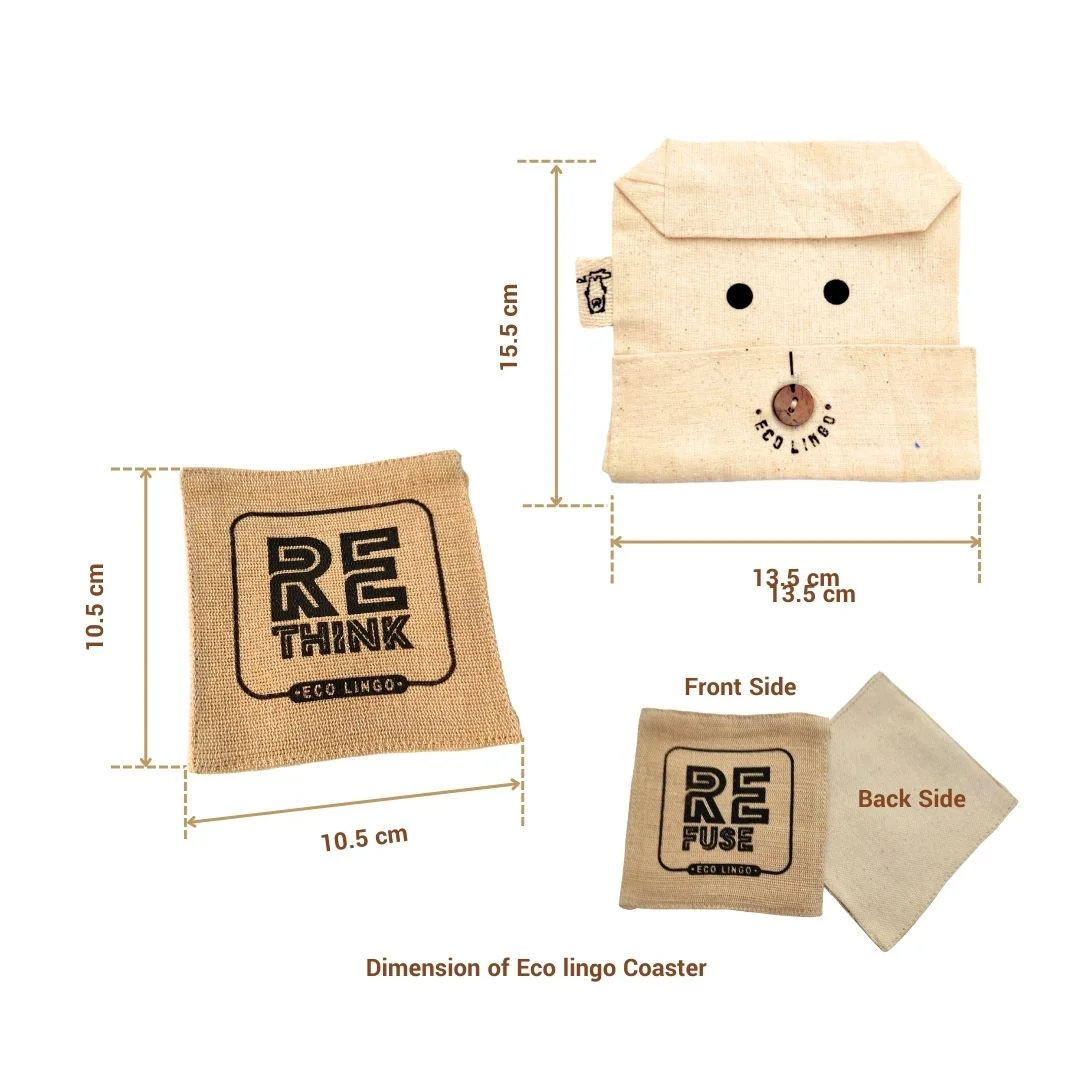 15.5 cm
• ECO LINGO •
13.5 cm
13.5 cm
10.5 cm
RE
THINK
•ECO LINGO•
10.5 cm
Front Side
RE
FUSE
•ECO LINGO•
Back Side
Dimension of Eco lingo Coaster